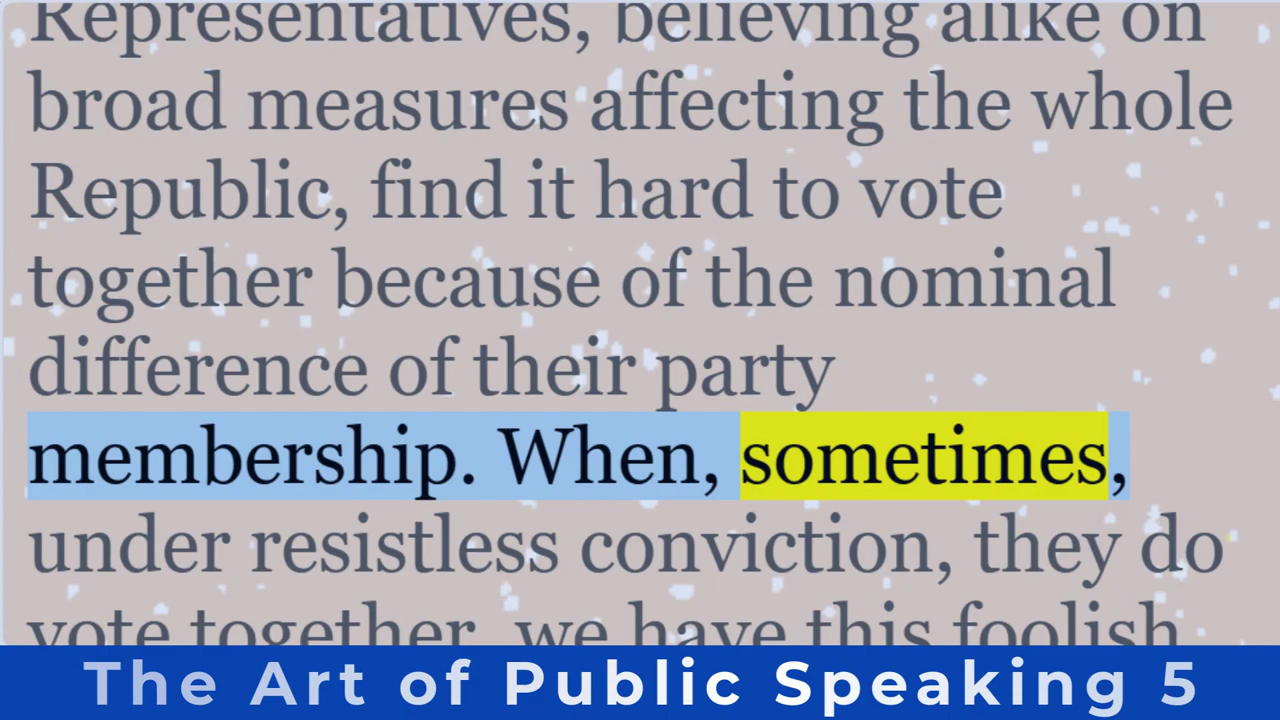 Representatives, believing alike on
broad measures affecting the whole
Republic, find it hard to vote
together because of the nominal
difference of their party
membership. When, sometimes,
under resistless conviction, they do
vote together, we have this foolish
The Art of Public Speaking 5